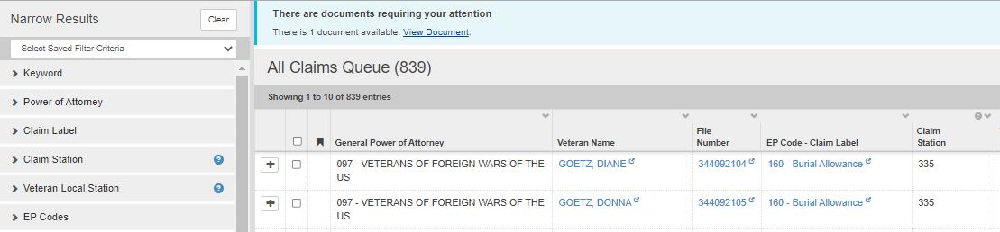 Narrow Results
Clear
Select Saved Filter Criteria
Keyword
Power of Attorney
Claim Label
Claim Station ?
Veteran Local Station ?
EP Codes
There are documents requiring your attention
There is 1 document available. View Document.
All Claims Queue (839)
Showing 1 to 10 of 839 entries
General Power of Attorney
Veteran Name
File
Number
EP Code - Claim Label
Claim
Station
097 - VETERANS OF FOREIGN WARS OF THE
US
GOETZ, DIANE
344092104
160 - Burial Allowance
335
097 - VETERANS OF FOREIGN WARS OF THE
US
GOETZ, DONNA
344092105
160 - Burial Allowance
335